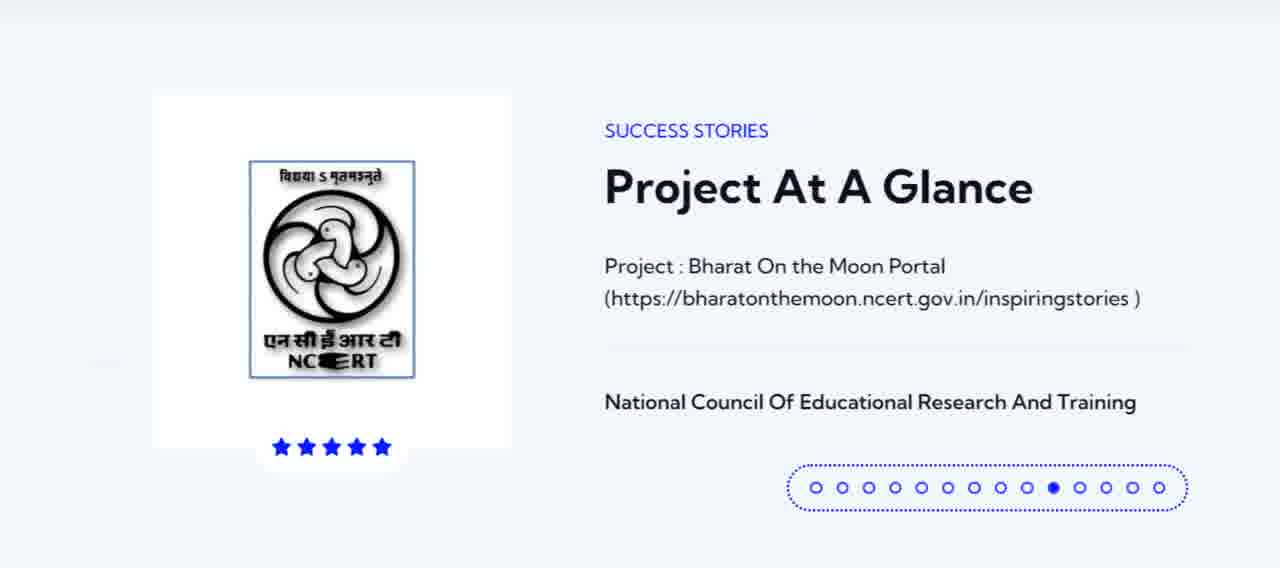 विद्यया S मृतमश्नुते
एन सी ई आर टी
NCERT
SUCCESS STORIES
Project At A Glance
Project : Bharat On the Moon Portal
(https://bharatonthemoon.ncert.gov.in/inspiringstories )
National Council Of Educational Research And Training